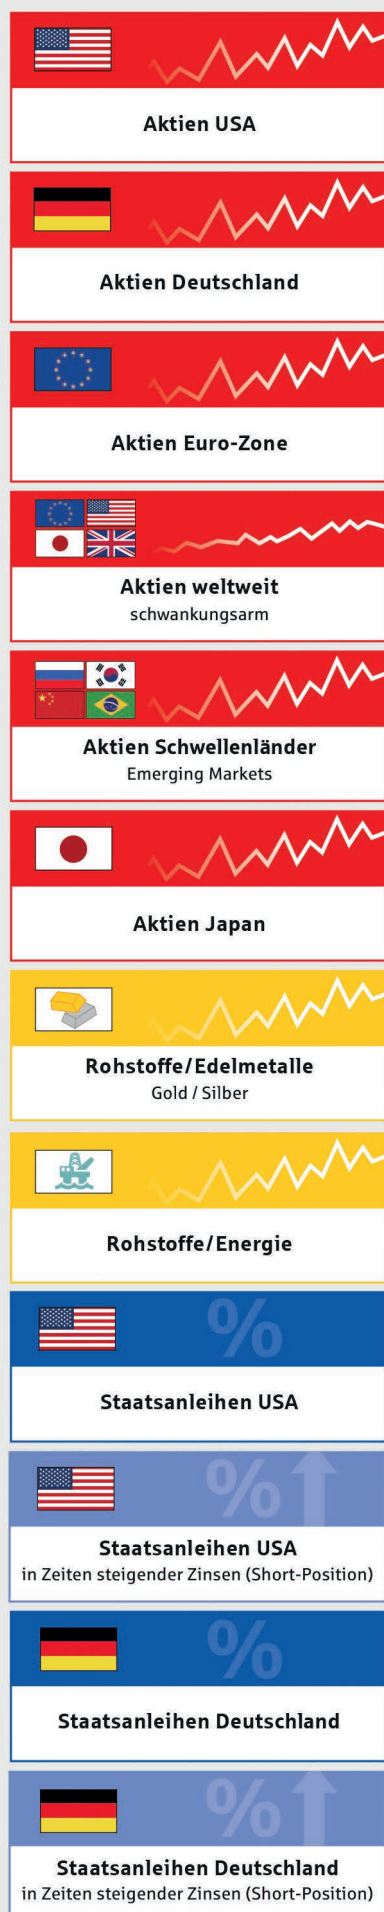 Aktien USA
Aktien Deutschland
Aktien Euro-Zone
Aktien weltweit
schwankungsarm
Aktien Schwellenländer
Emerging Markets
Aktien Japan
Rohstoffe/Edelmetalle
Gold / Silber
Rohstoffe/Energie
%
Staatsanleihen USA
%
Staatsanleihen USA
in Zeiten steigender Zinsen (Short-Position)
%
Staatsanleihen Deutschland
%
Staatsanleihen Deutschland
in Zeiten steigender Zinsen (Short-Position)